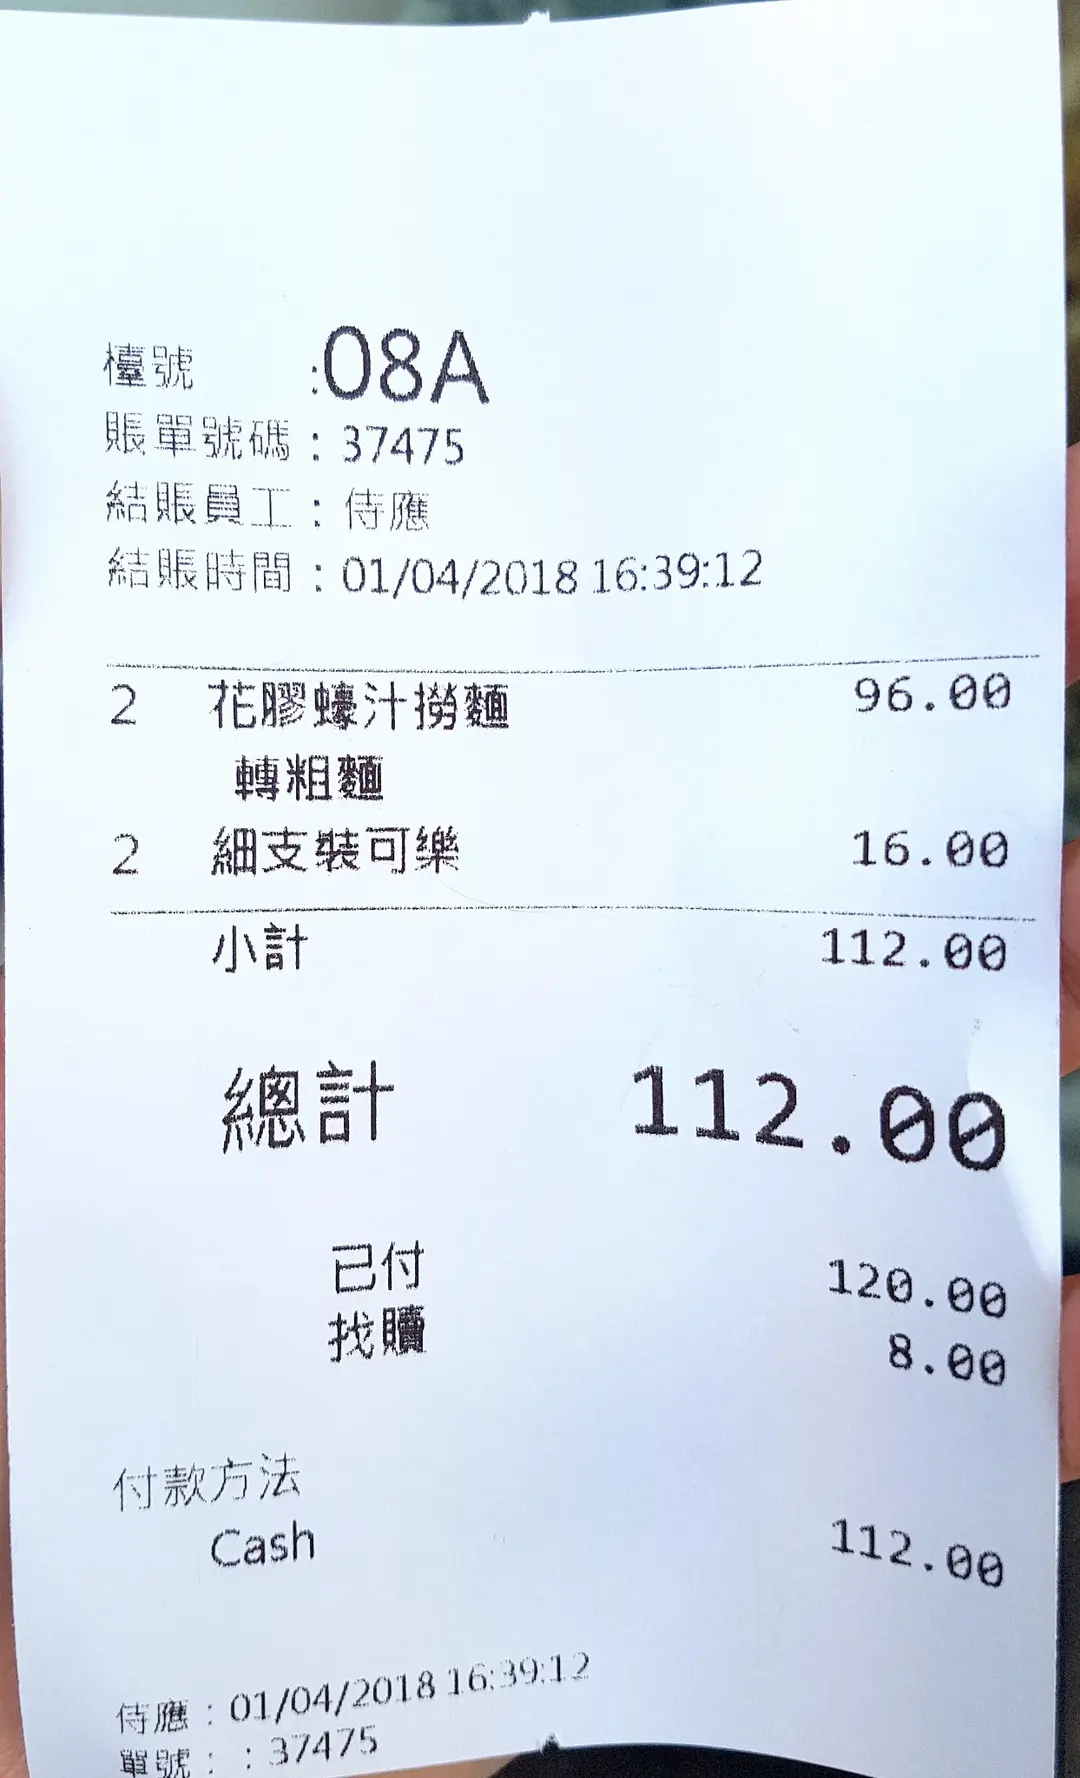 檯號 :08A
賬單號碼 : 37475
結賬員工 : 侍應
結賬時間 : 01/04/2018 16:39:12
2 花膠蠔汁撈麵 96.00
轉粗麵
2 細支裝可樂 16.00
小計 112.00
總計 112.00
已付 120.00
找贖 8.00
付款方法
Cash 112.00
侍應 : 01/04/2018 16:39:12
單號 : : 37475